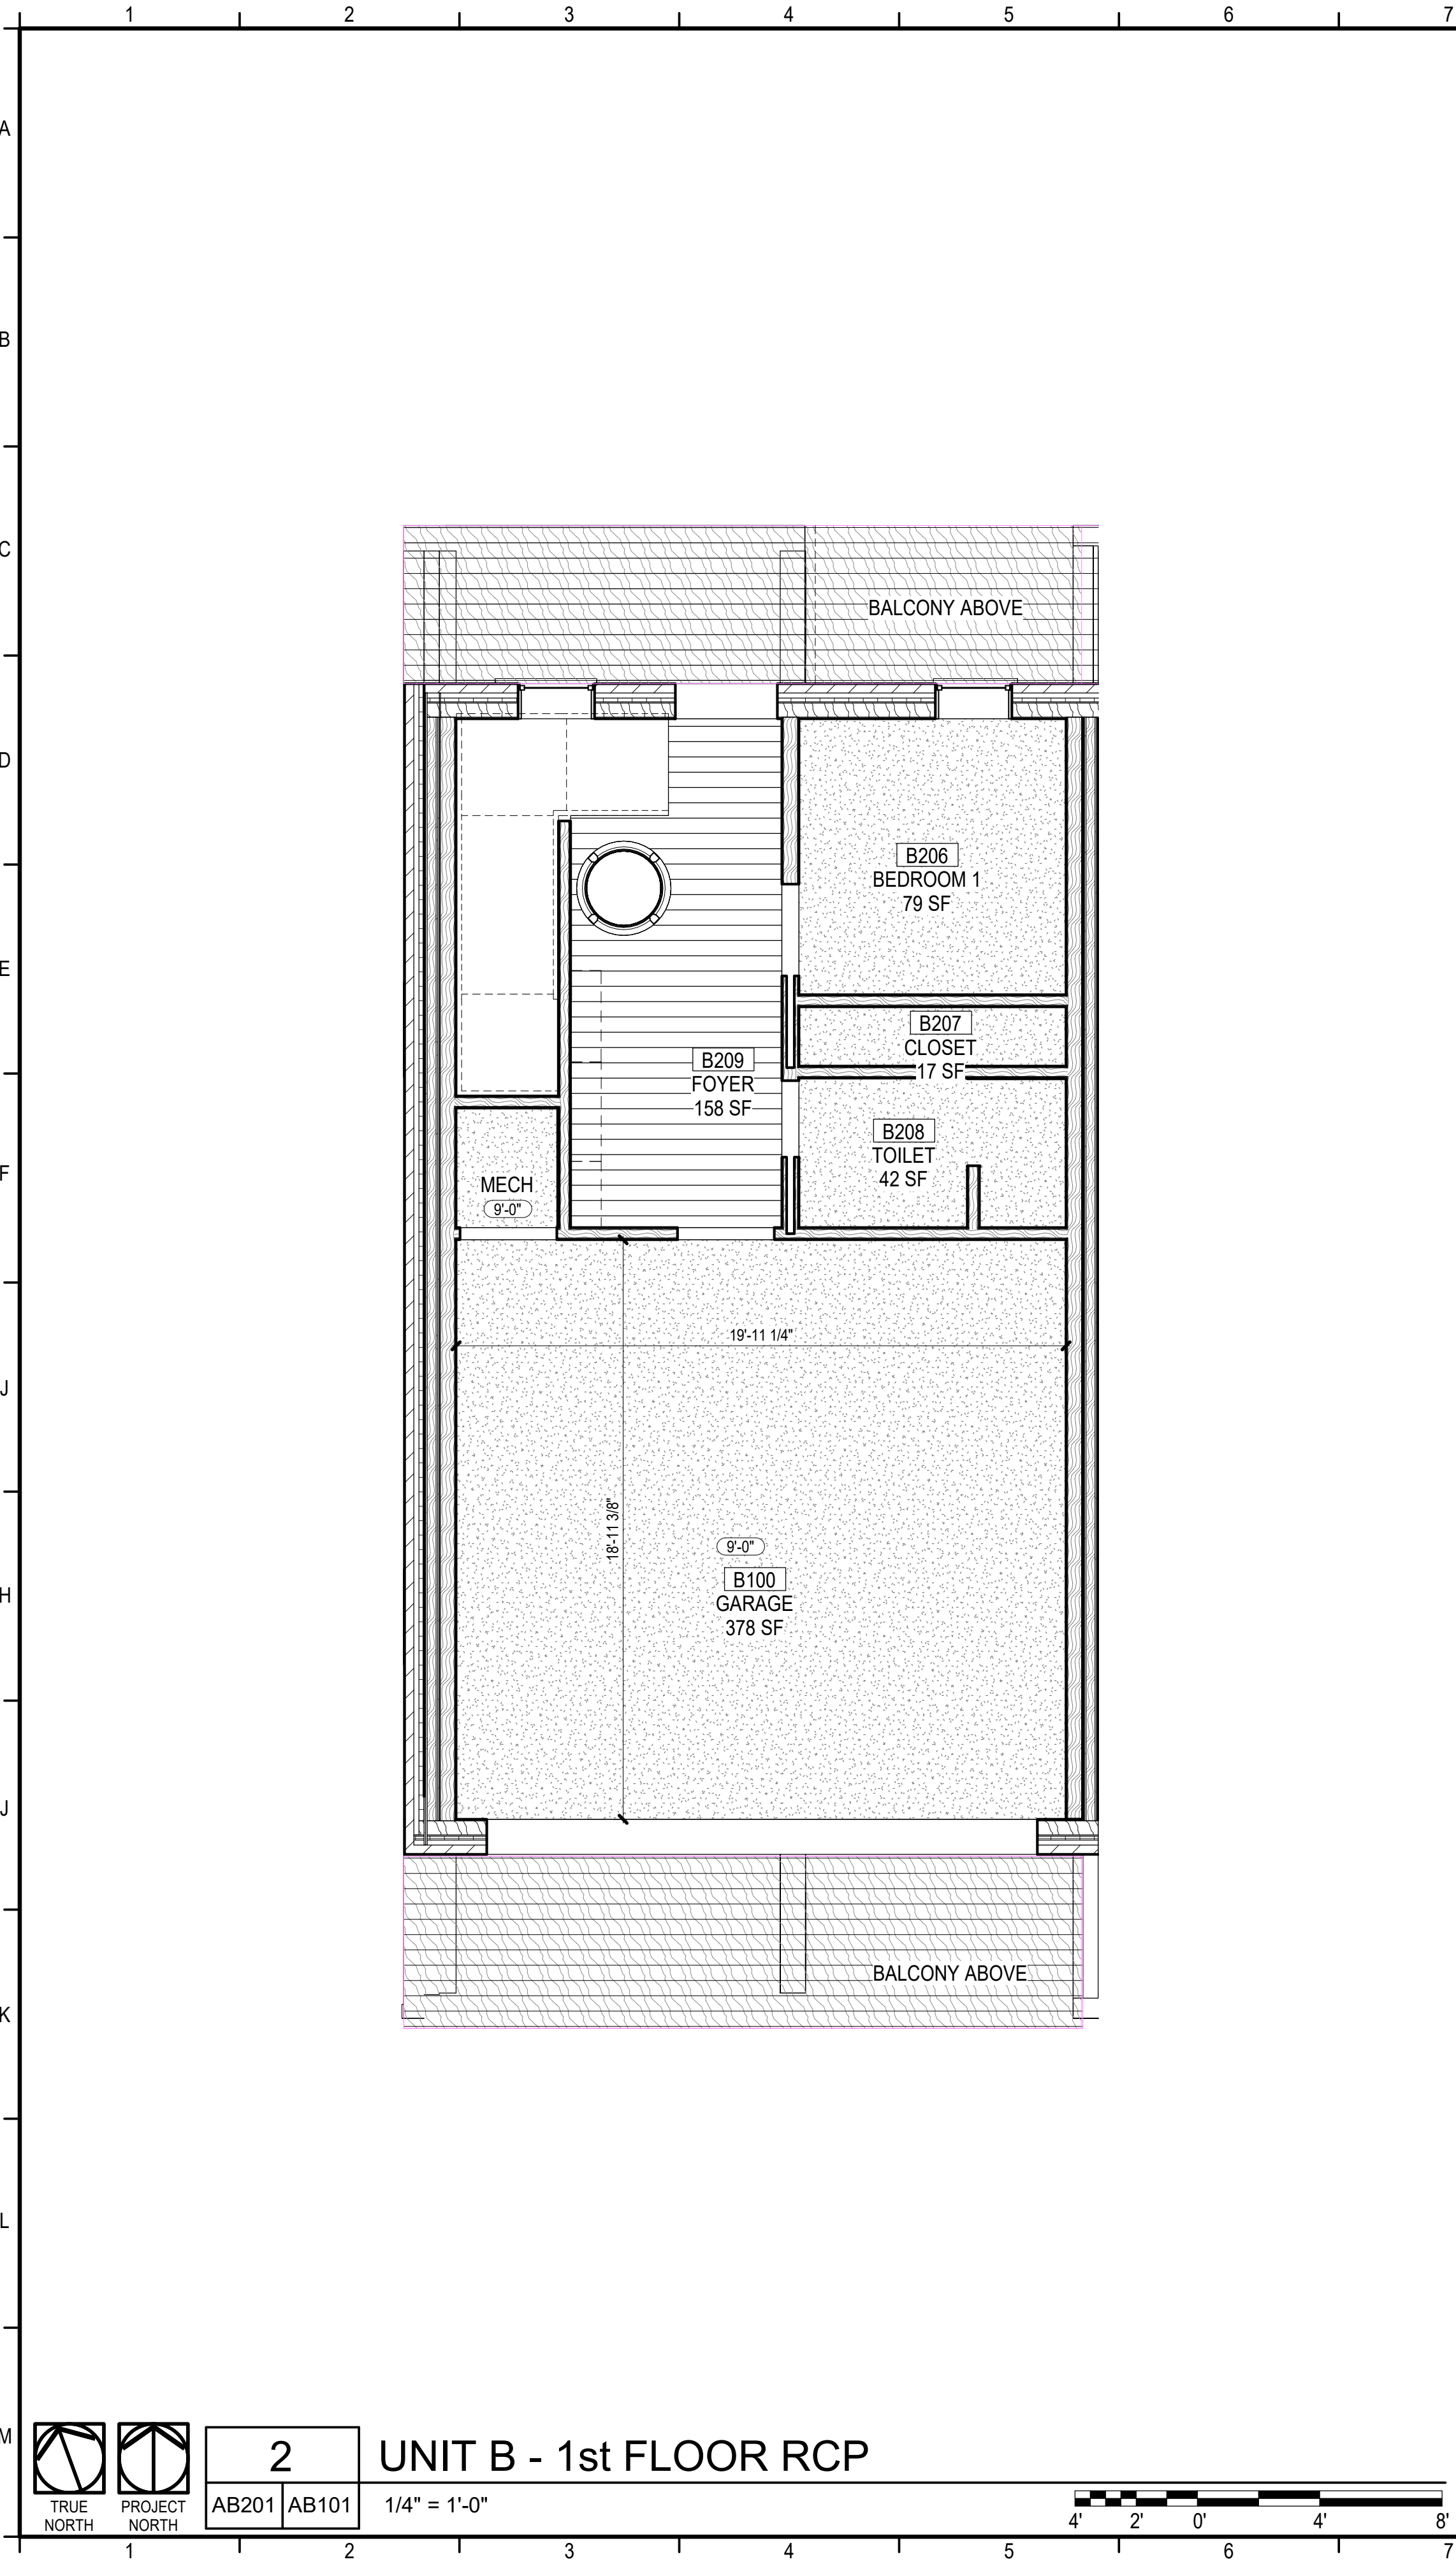 1 2 3 4 5 6 7
A
B
C
BALCONY ABOVE
D
B206
BEDROOM 1
79 SF
E
B207
CLOSET
17 SF
B209
FOYER
158 SF
B208
TOILET
42 SF
F
MECH
9'-0"
19'-11 1/4"
J
18'-11 3/8"
9'-0"
B100
GARAGE
378 SF
H
J
BALCONY ABOVE
K
L
M
TRUE
NORTH
PROJECT
NORTH
2
AB201 AB101
UNIT B - 1st FLOOR RCP
1/4" = 1'-0"
4' 2' 0' 4' 8'
1 2 3 4 5 6 7